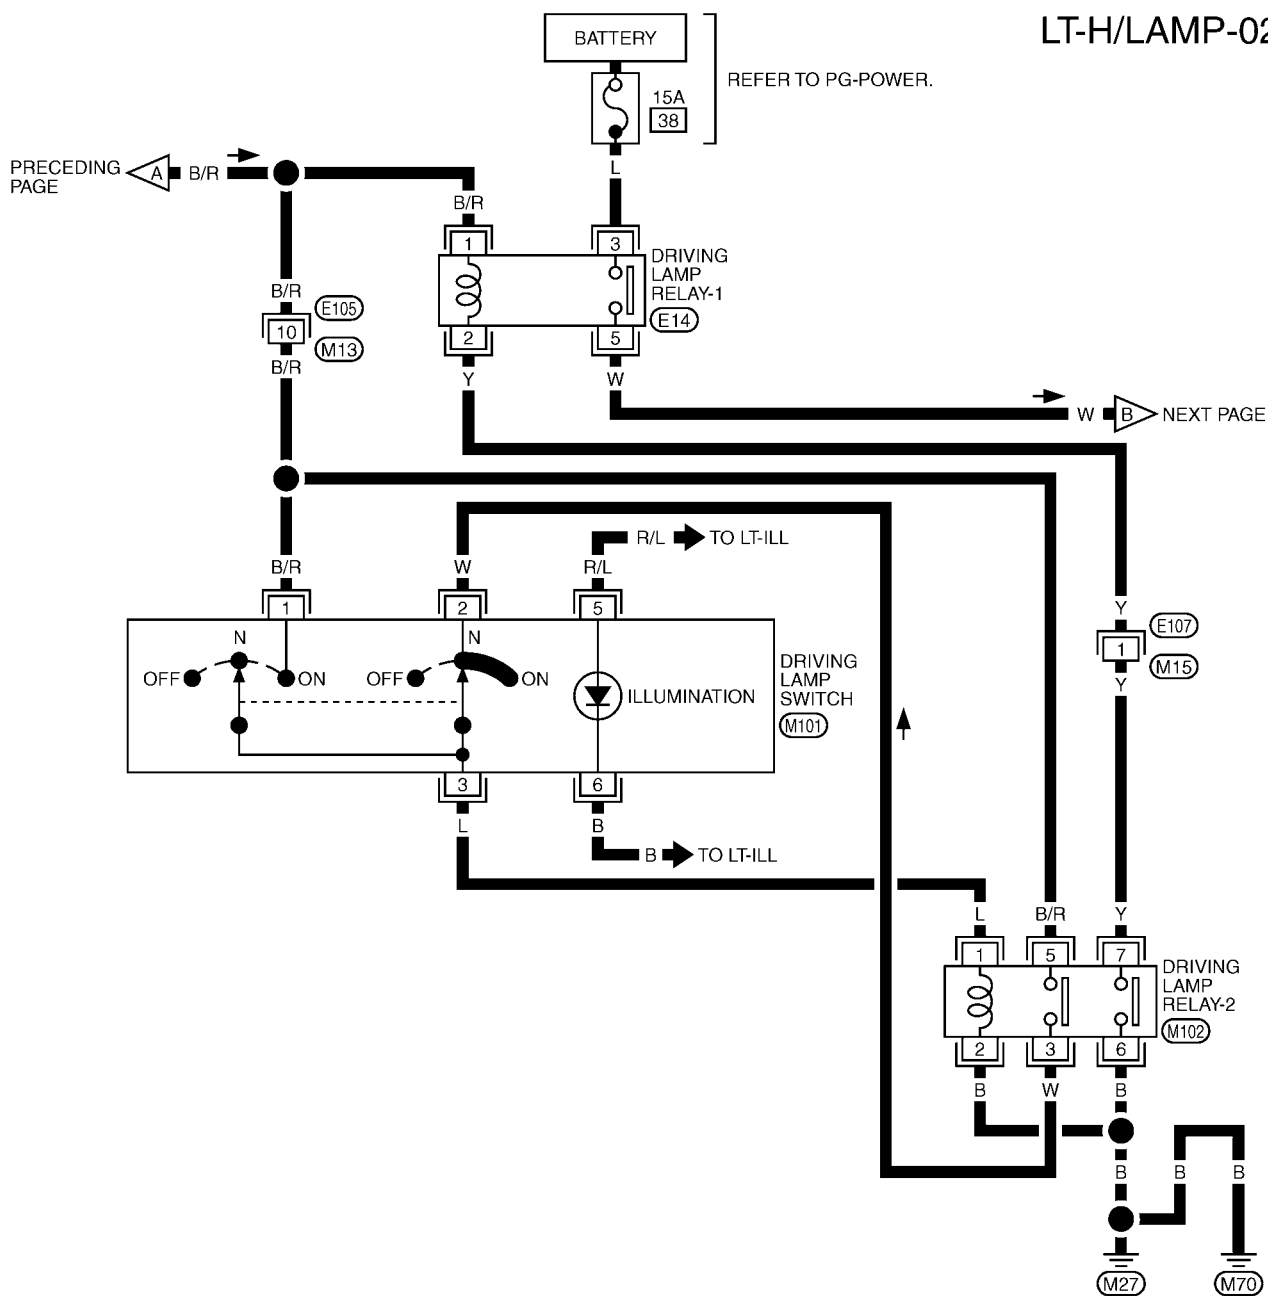 LT-H/LAMP-02
BATTERY
REFER TO PG-POWER.
15A
38
PRECEDING
PAGE
A
B/R
L
B/R
1
3
DRIVING
LAMP
RELAY-1
E14
B/R
E105
10
M13
B/R
2
5
Y
W
W
B
NEXT PAGE
R/L
TO LT-ILL
B/R
W
R/L
1
2
5
Y
E107
1
M15
Y
N
N
OFF
ON
OFF
ON
ILLUMINATION
DRIVING
LAMP
SWITCH
M101
3
6
L
B
B
TO LT-ILL
L
B/R
Y
1
5
7
DRIVING
LAMP
RELAY-2
M102
2
3
6
B
W
B
B
B
B
M27
M70